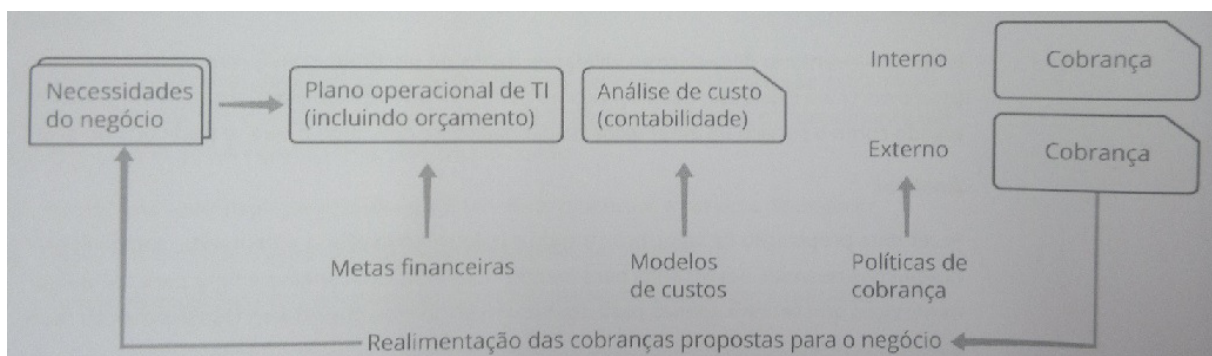 Necessidades
do negócio
Plano operacional de TI
(incluindo orçamento)
Análise de custo
(contabilidade)
Interno
Cobrança
Externo
Cobrança
Metas financeiras
Modelos
de custos
Políticas de
cobrança
Realimentação das cobranças propostas para o negócio